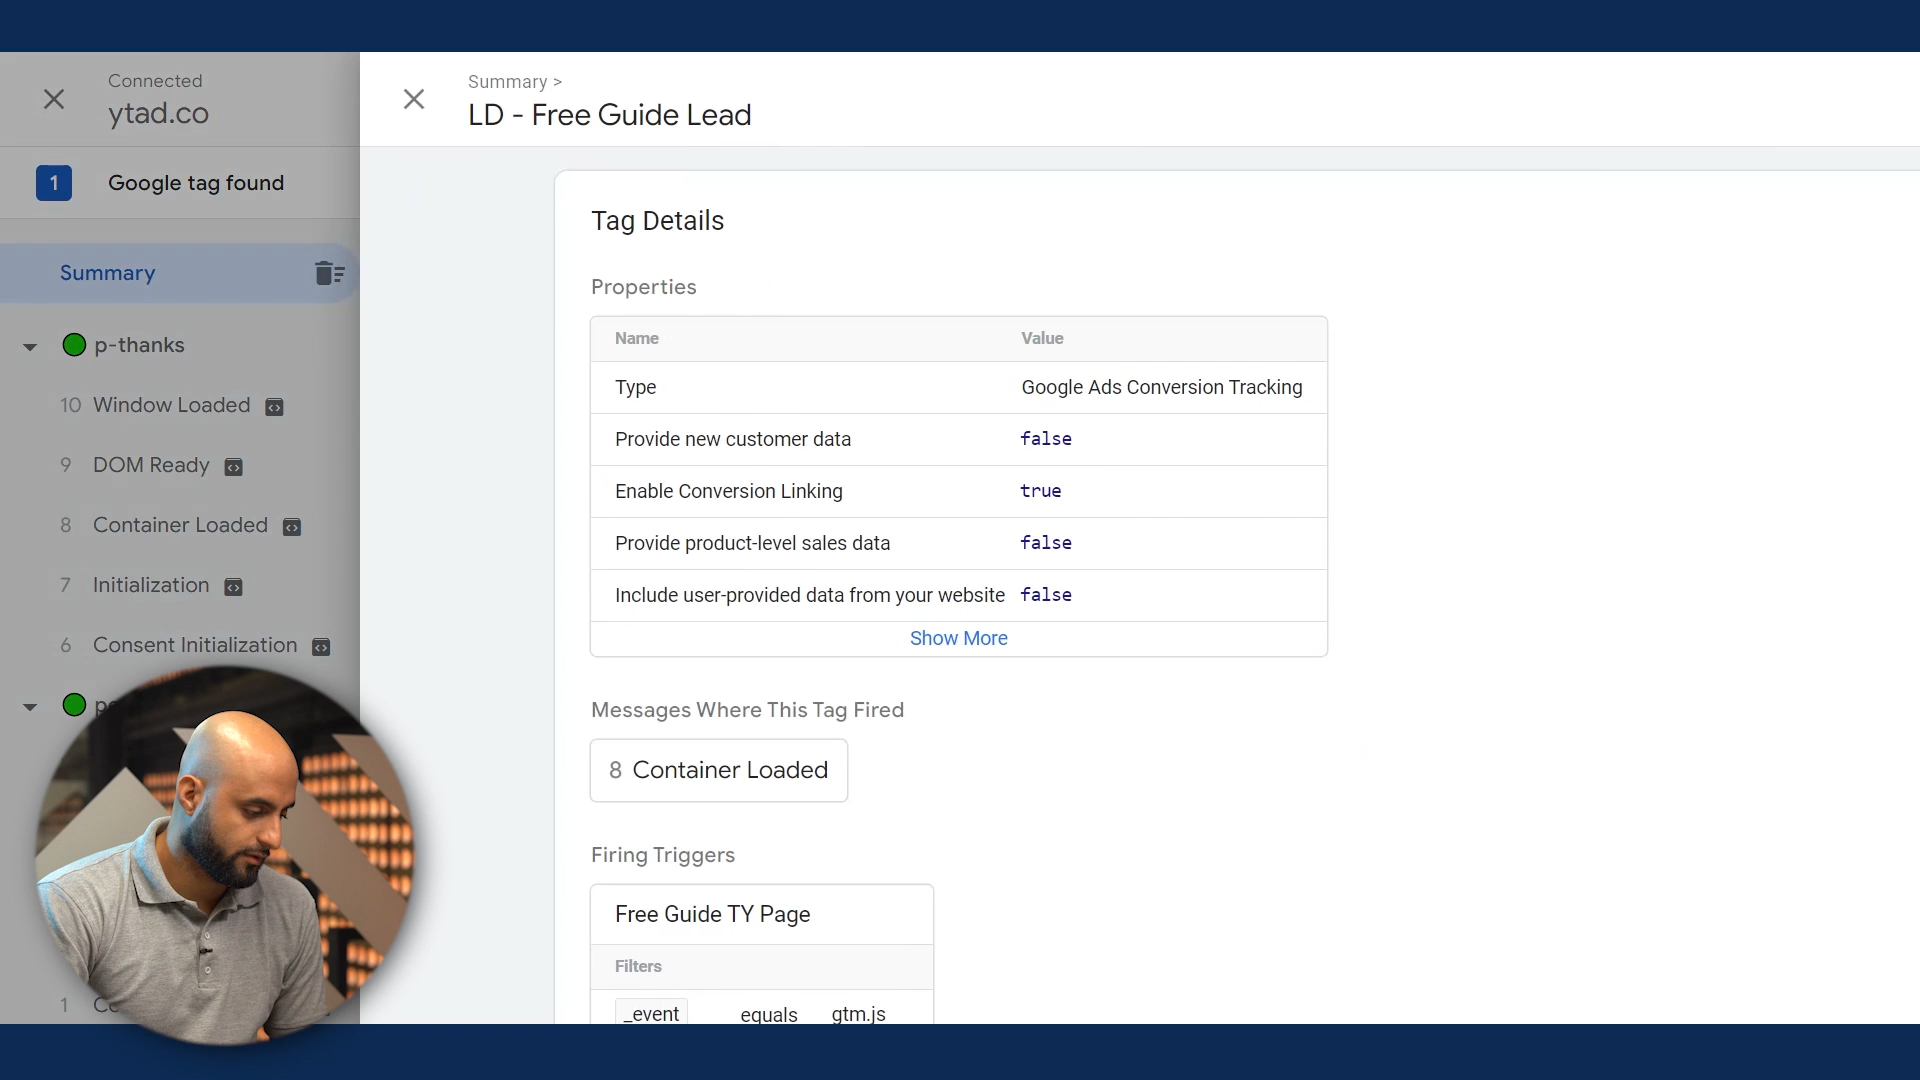 Connected
ytad.co
1 Google tag found
Summary
p-thanks
10 Window Loaded
9 DOM Ready
8 Container Loaded
7 Initialization
6 Consent Initialization
1
Summary >
LD - Free Guide Lead
Tag Details
Properties
Name Value
Type Google Ads Conversion Tracking
Provide new customer data false
Enable Conversion Linking true
Provide product-level sales data false
Include user-provided data from your website false
Show More
Messages Where This Tag Fired
8 Container Loaded
Firing Triggers
Free Guide TY Page
Filters
_event equals gtm.js